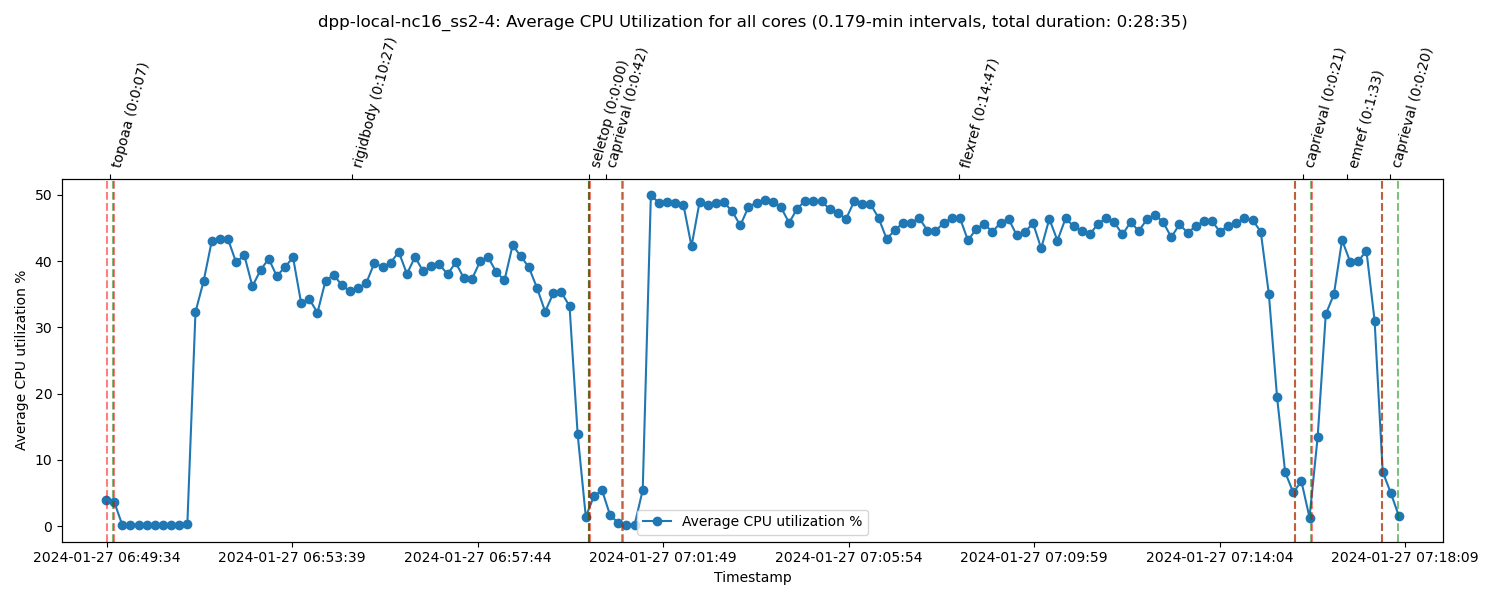 dpp-local-nc16_ss2-4: Average CPU Utilization for all cores (0.179-min intervals, total duration: 0:28:35)
topoaa (0:0:07)
rigidbody (0:10:27)
seletop (0:0:00)
caprieval (0:0:42)
flexref (0:14:47)
caprieval (0:0:21)
emref (0:1:33)
caprieval (0:0:20)
Average CPU utilization %
50
40
30
20
10
0
Average CPU utilization %
2024-01-27 06:49:34
2024-01-27 06:53:39
2024-01-27 06:57:44
2024-01-27 07:01:49
2024-01-27 07:05:54
2024-01-27 07:09:59
2024-01-27 07:14:04
2024-01-27 07:18:09
Timestamp